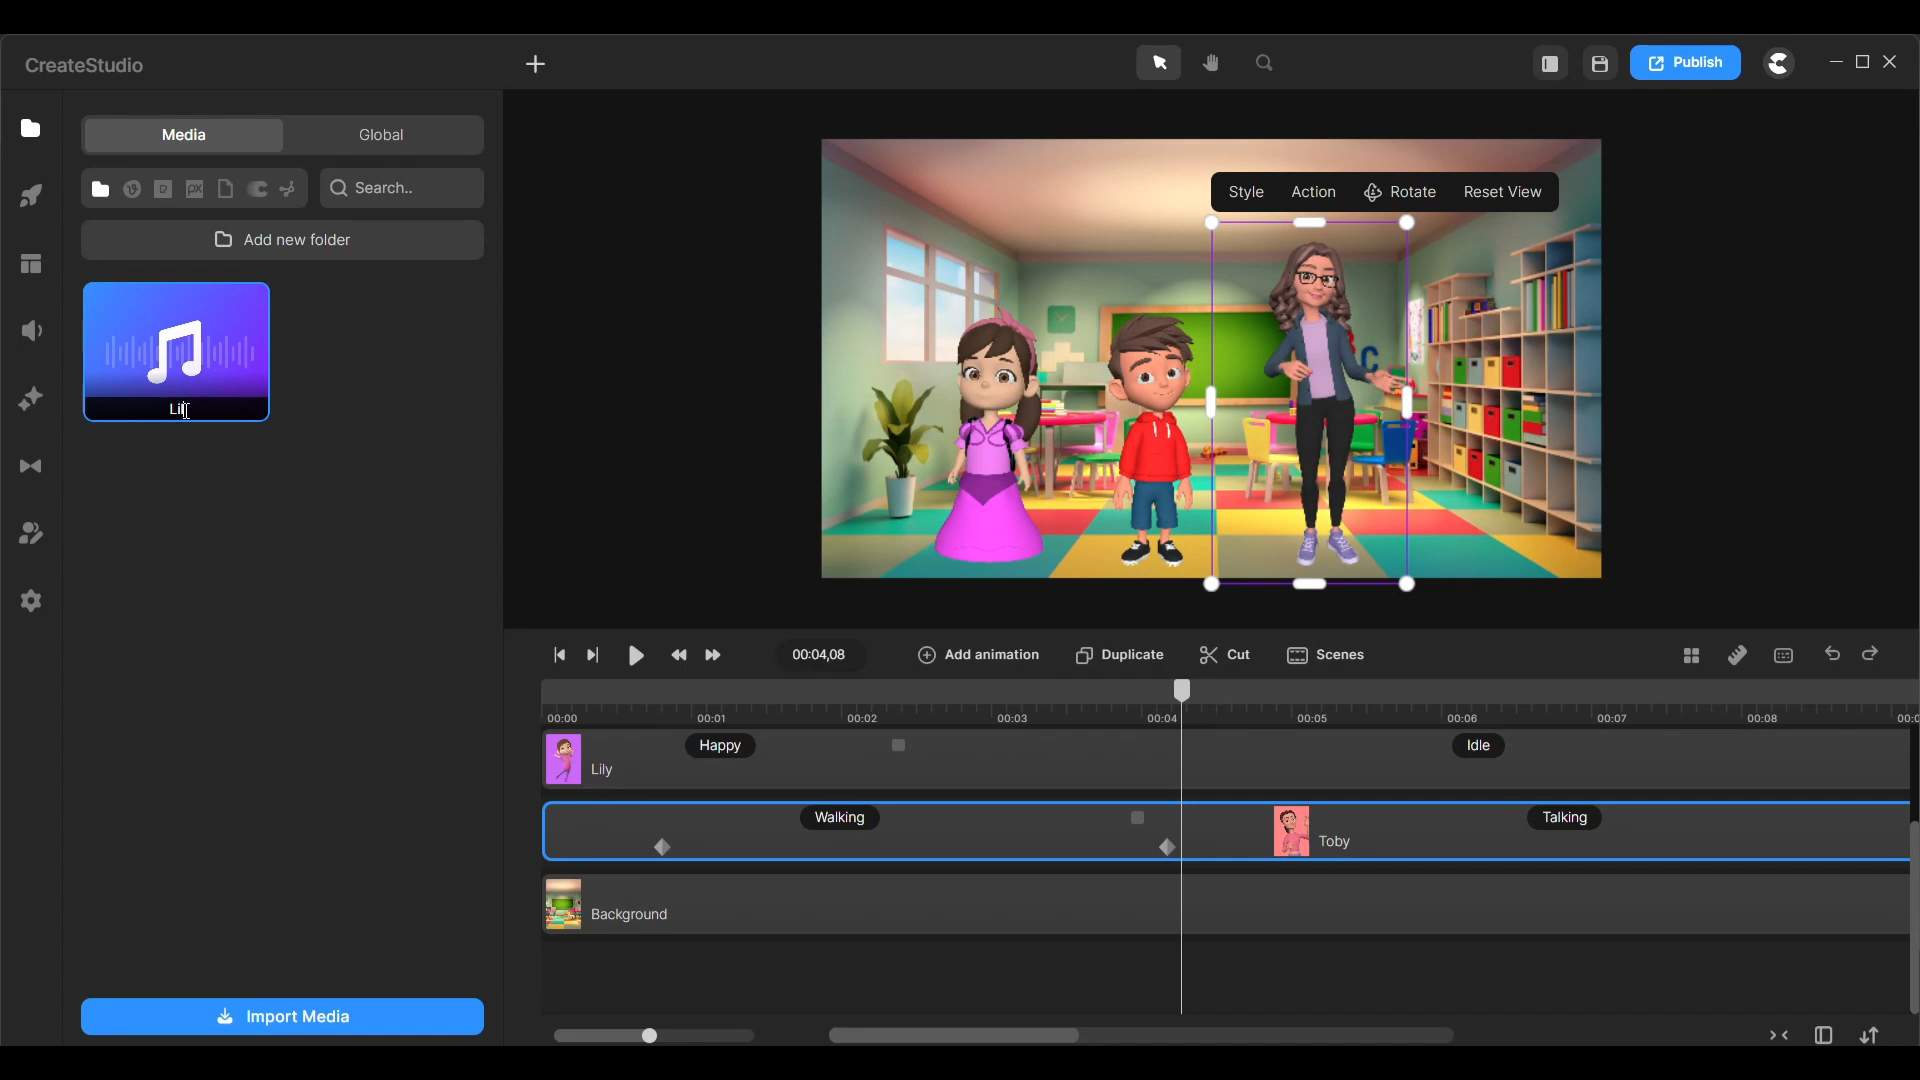 CreateStudio
Publish
Media
Global
Search..
Add new folder
Style
Action
Rotate
Reset View
00:04,08
Add animation
Duplicate
Cut
Scenes
00:00
00:01
00:02
00:03
00:04
00:05
00:06
00:07
00:08
Happy
Idle
Lily
Walking
Talking
Toby
Background
Import Media